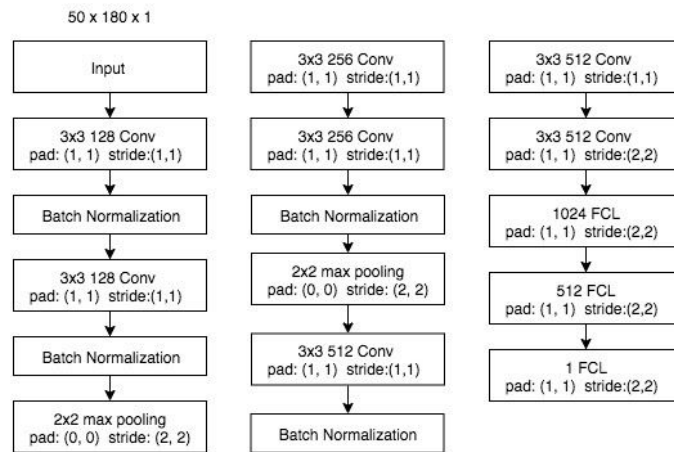 50 x 180 x 1
Input
3x3 128 Conv
pad: (1, 1) stride:(1,1)
Batch Normalization
3x3 128 Conv
pad: (1, 1) stride:(1,1)
Batch Normalization
2x2 max pooling
pad: (0, 0) stride: (2, 2)
3x3 256 Conv
pad: (1, 1) stride:(1,1)
3x3 256 Conv
pad: (1, 1) stride:(1,1)
Batch Normalization
2x2 max pooling
pad: (0, 0) stride: (2, 2)
3x3 512 Conv
pad: (1, 1) stride:(1,1)
Batch Normalization
3x3 512 Conv
pad: (1, 1) stride:(1,1)
3x3 512 Conv
pad: (1, 1) stride:(2,2)
1024 FCL
pad: (1, 1) stride:(2,2)
512 FCL
pad: (1, 1) stride:(2,2)
1 FCL
pad: (1, 1) stride:(2,2)